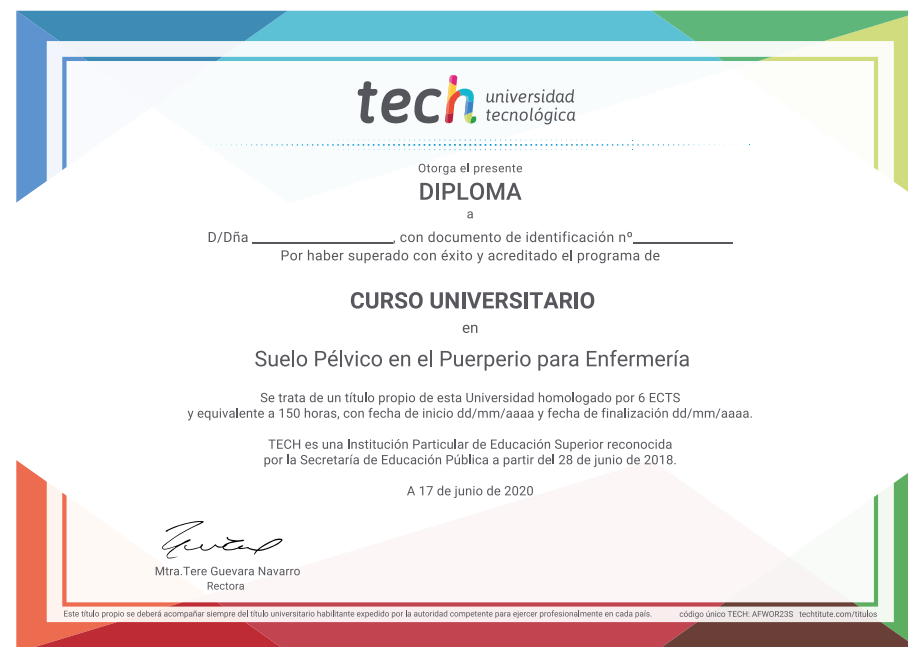 tech universidad
tecnológica
Otorga el presente
DIPLOMA
a
D/Dña ____________________, con documento de identificación nº______________
Por haber superado con éxito y acreditado el programa de
CURSO UNIVERSITARIO
en
Suelo Pélvico en el Puerperio para Enfermería
Se trata de un título propio de esta Universidad homologado por 6 ECTS
y equivalente a 150 horas, con fecha de inicio dd/mm/aaaa y fecha de finalización dd/mm/aaaa.
TECH es una Institución Particular de Educación Superior reconocida
por la Secretaría de Educación Pública a partir del 28 de junio de 2018.
A 17 de junio de 2020
Mtra.Tere Guevara Navarro
Rectora
Este título propio se deberá acompañar siempre del título universitario habilitante expedido por la autoridad competente para ejercer profesionalmente en cada país. código único TECH: AFWOR23S techtitute.com/titulos